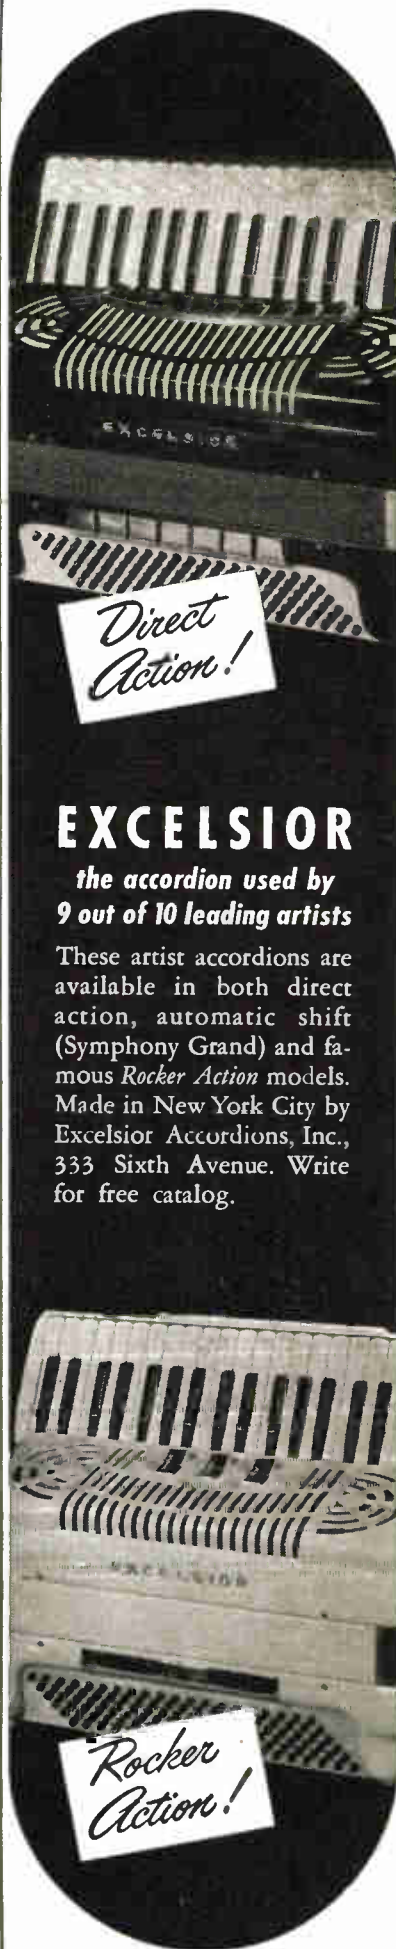 EXCELSIOR
Direct
Action!
EXCELSIOR
the accordion used by
9 out of 10 leading artists
These artist accordions are
available in both direct
action, automatic shift
(Symphony Grand) and fa-
mous Rocker Action models.
Made in New York City by
Excelsior Accordions, Inc.,
333 Sixth Avenue. Write
for free catalog.
EXCELSIOR
Rocker
Action!